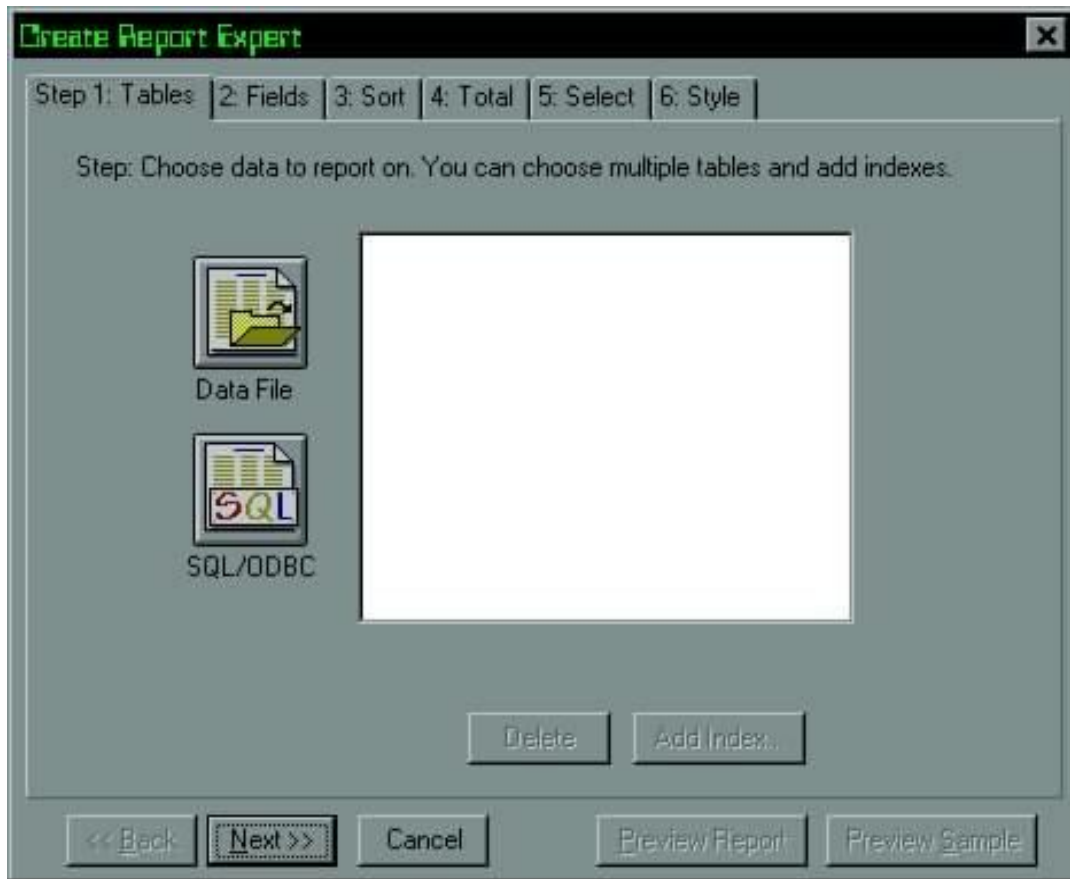 Create Report Expert
Step 1: Tables 2: Fields 3: Sort 4: Total 5: Select 6: Style
Step: Choose data to report on. You can choose multiple tables and add indexes.
Data File
SQL
SQL/ODBC
Delete Add Index..
<< Back Next >> Cancel Preview Report Preview Sample